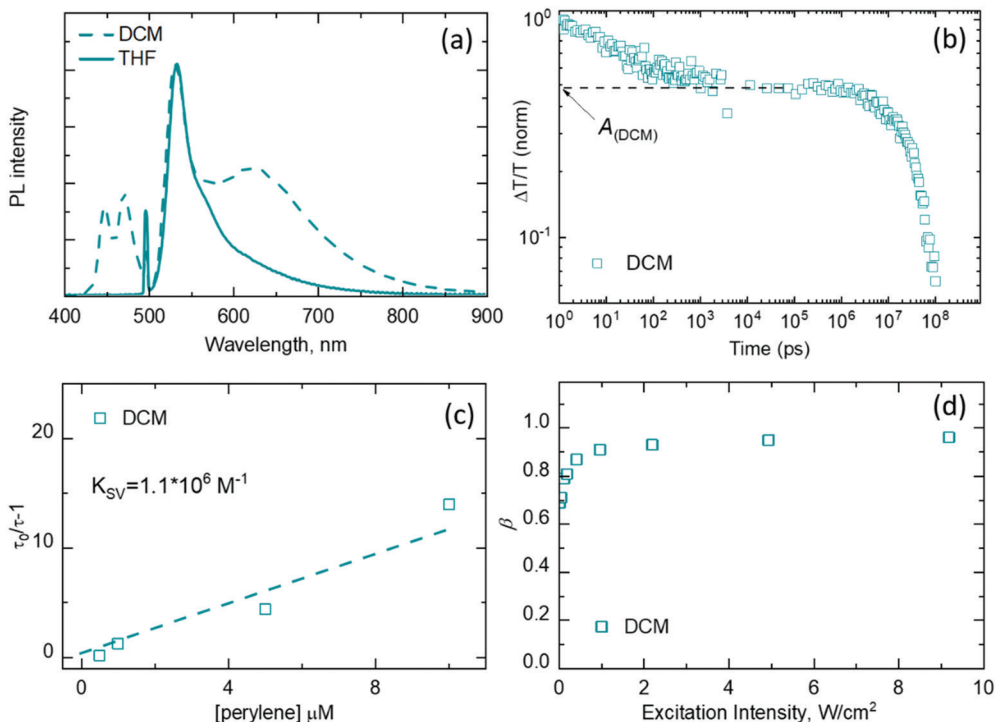 (a)
DCM
THF
PL intensity
400 500 600 700 800 900
Wavelength, nm
(b)
10⁰
10⁻¹
ΔT/T (norm)
A(DCM)
DCM
10⁰ 10¹ 10² 10³ 10⁴ 10⁵ 10⁶ 10⁷ 10⁸
Time (ps)
(c)
DCM
K_SV=1.1*10⁶ M⁻¹
20
10
0
τ₀/τ-1
0 4 8
[perylene] μM
(d)
1.0
0.8
0.6
0.4
0.2
0.0
β
DCM
0 2 4 6 8 10
Excitation Intensity, W/cm²